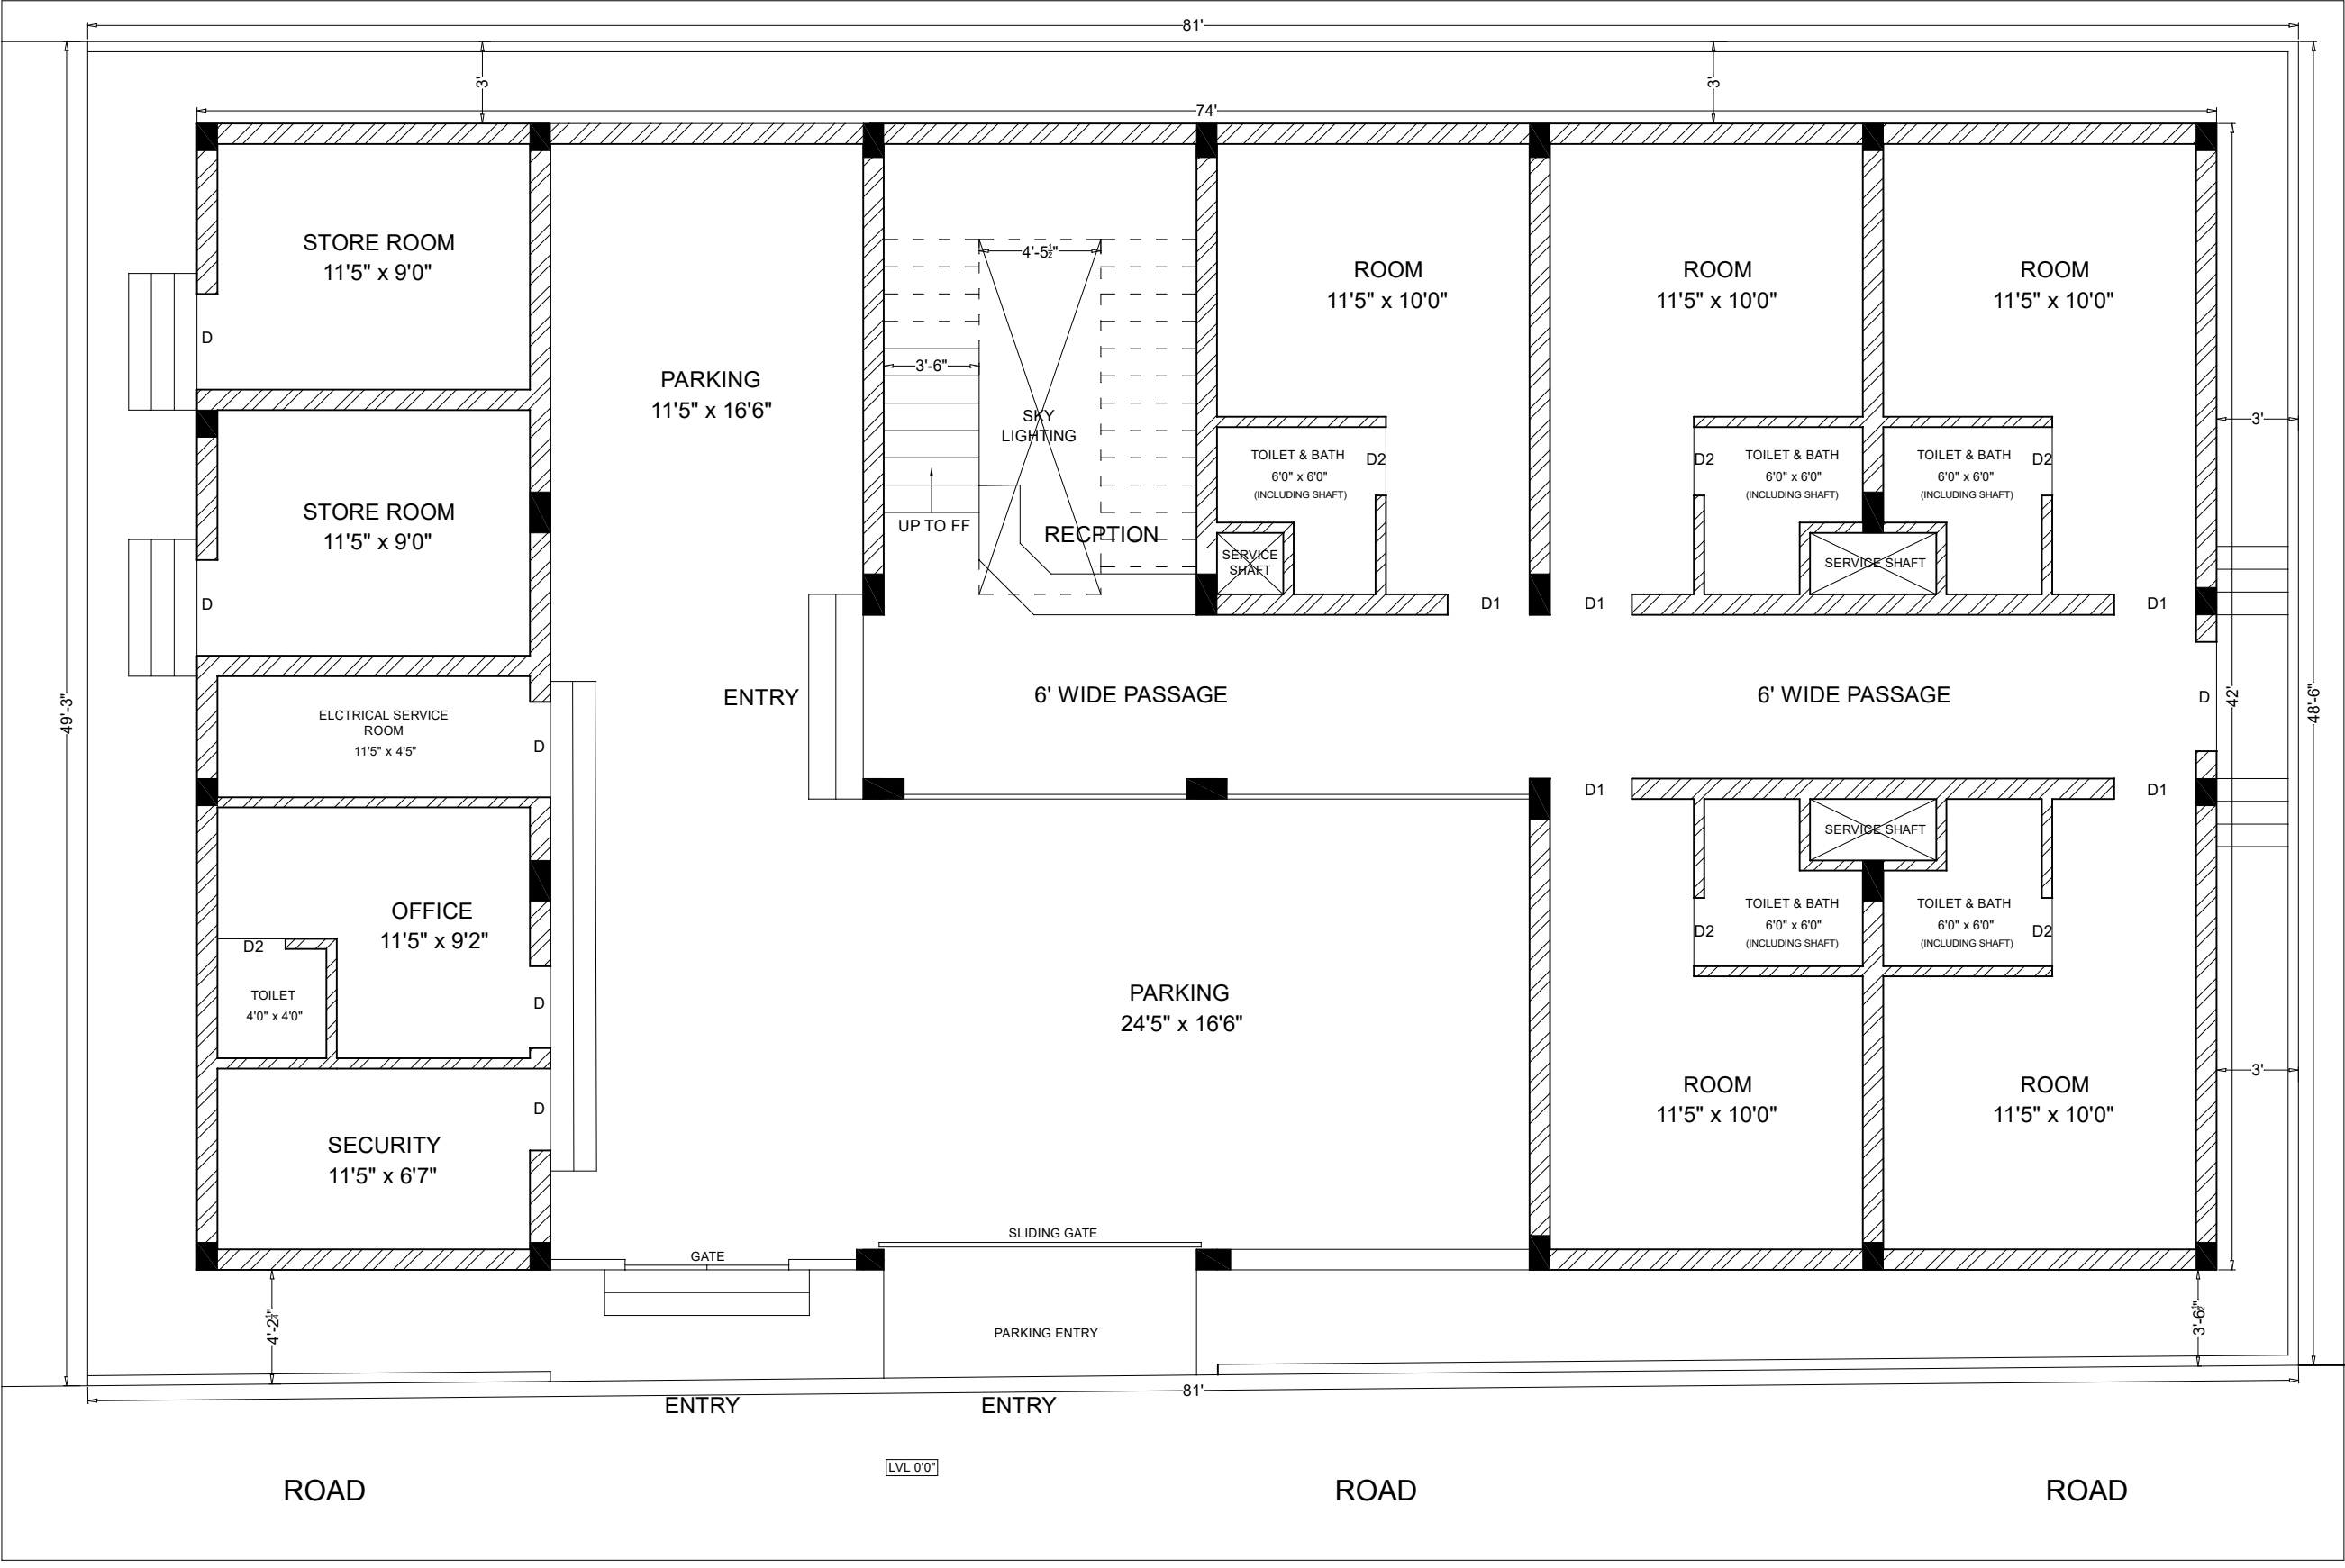 81'
3'
3'
74'
STORE ROOM
11'5" x 9'0"
D
PARKING
11'5" x 16'6"
4'-5½"
3'-6"
SKY
LIGHTING
UP TO FF
RECPTION
ROOM
11'5" x 10'0"
ROOM
11'5" x 10'0"
ROOM
11'5" x 10'0"
3'
TOILET & BATH
6'0" x 6'0"
(INCLUDING SHAFT)
D2
D2
TOILET & BATH
6'0" x 6'0"
(INCLUDING SHAFT)
TOILET & BATH
6'0" x 6'0"
(INCLUDING SHAFT)
D2
SERVICE
SHAFT
SERVICE SHAFT
STORE ROOM
11'5" x 9'0"
D
D1
D1
D1
49'-3"
ELCTRICAL SERVICE
ROOM
11'5" x 4'5"
D
ENTRY
6' WIDE PASSAGE
6' WIDE PASSAGE
D
42'
48'-6"
D1
D1
SERVICE SHAFT
OFFICE
11'5" x 9'2"
D2
TOILET
4'0" x 4'0"
D
D2
TOILET & BATH
6'0" x 6'0"
(INCLUDING SHAFT)
TOILET & BATH
6'0" x 6'0"
(INCLUDING SHAFT)
D2
PARKING
24'5" x 16'6"
D
SECURITY
11'5" x 6'7"
ROOM
11'5" x 10'0"
ROOM
11'5" x 10'0"
3'
GATE
SLIDING GATE
4'-2¼"
PARKING ENTRY
3'-6½"
81'
ENTRY
ENTRY
LVL 0'0"
ROAD
ROAD
ROAD